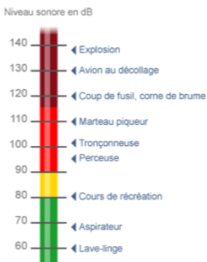 Niveau sonore en dB
140
Explosion
130
Avion au décollage
120
Coup de fusil, corne de brume
110
Marteau piqueur
100
Tronçonneuse
Perceuse
90
80
Cours de récréation
70
Aspirateur
60
Lave-linge